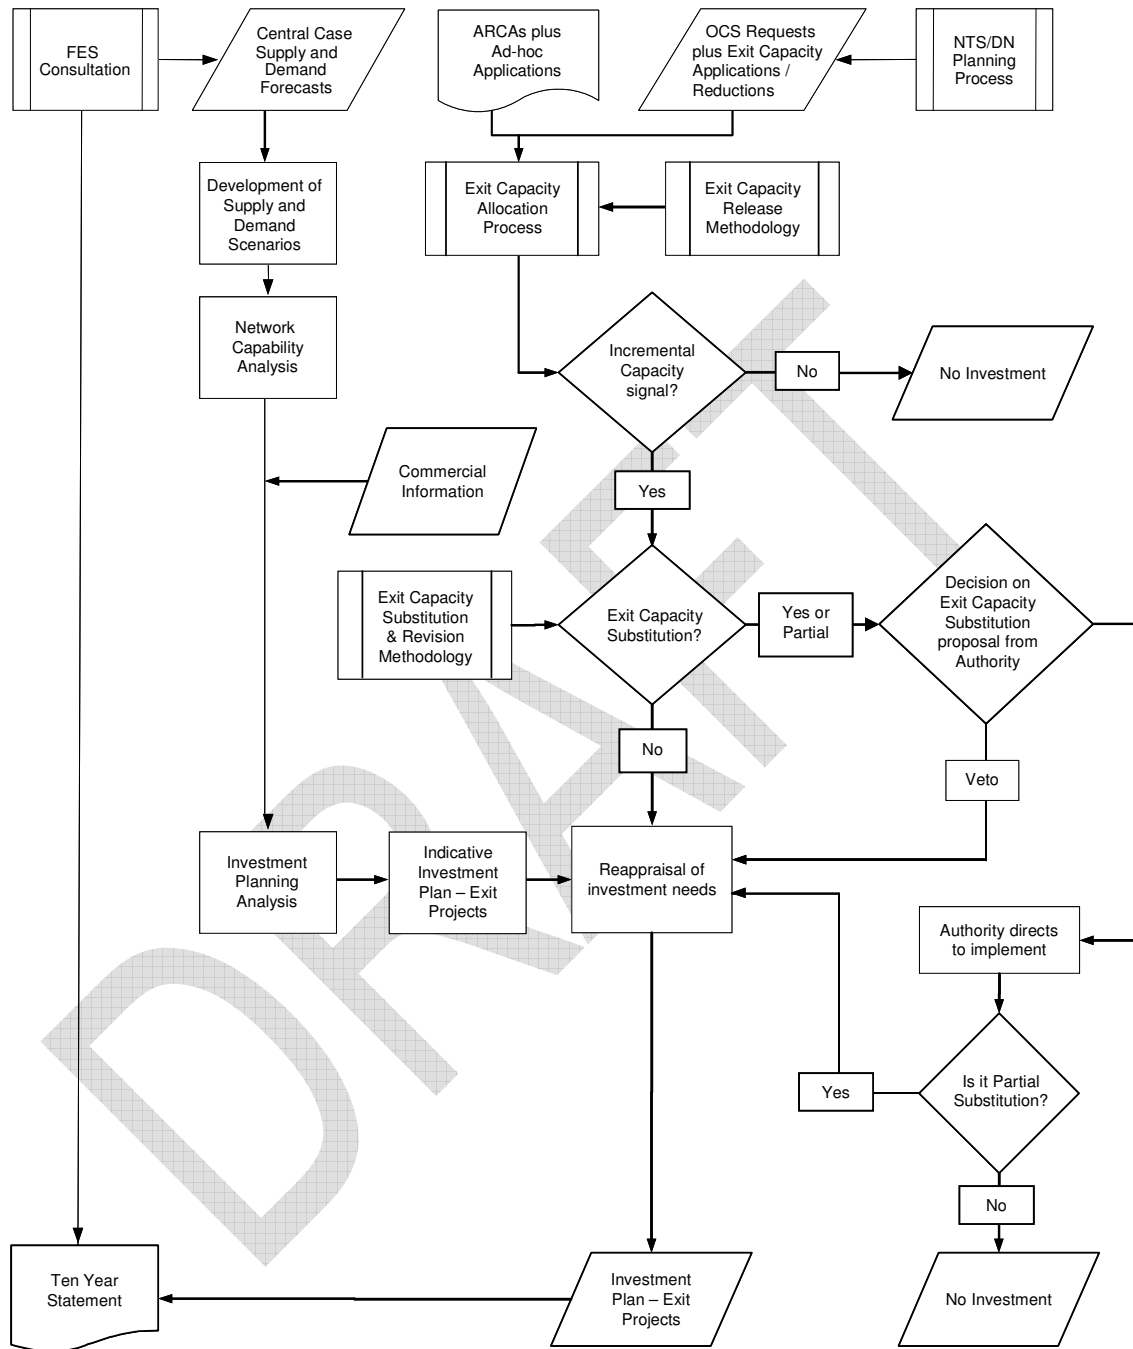 FES
Consultation
Central Case
Supply and
Demand
Forecasts
ARCAs plus
Ad-hoc
Applications
OCS Requests
plus Exit Capacity
Applications /
Reductions
NTS/DN
Planning
Process
Development of
Supply and
Demand
Scenarios
Exit Capacity
Allocation
Process
Exit Capacity
Release
Methodology
Network
Capability
Analysis
Incremental
Capacity
signal?
No
No Investment
Commercial
Information
Yes
Exit Capacity
Substitution
& Revision
Methodology
Exit Capacity
Substitution?
Yes or
Partial
Decision on
Exit Capacity
Substitution
proposal from
Authority
No
Veto
Investment
Planning
Analysis
Indicative
Investment
Plan – Exit
Projects
Reappraisal of
investment needs
Authority directs
to implement
Is it Partial
Substitution?
Yes
No
Ten Year
Statement
Investment
Plan – Exit
Projects
No Investment
DRAFT